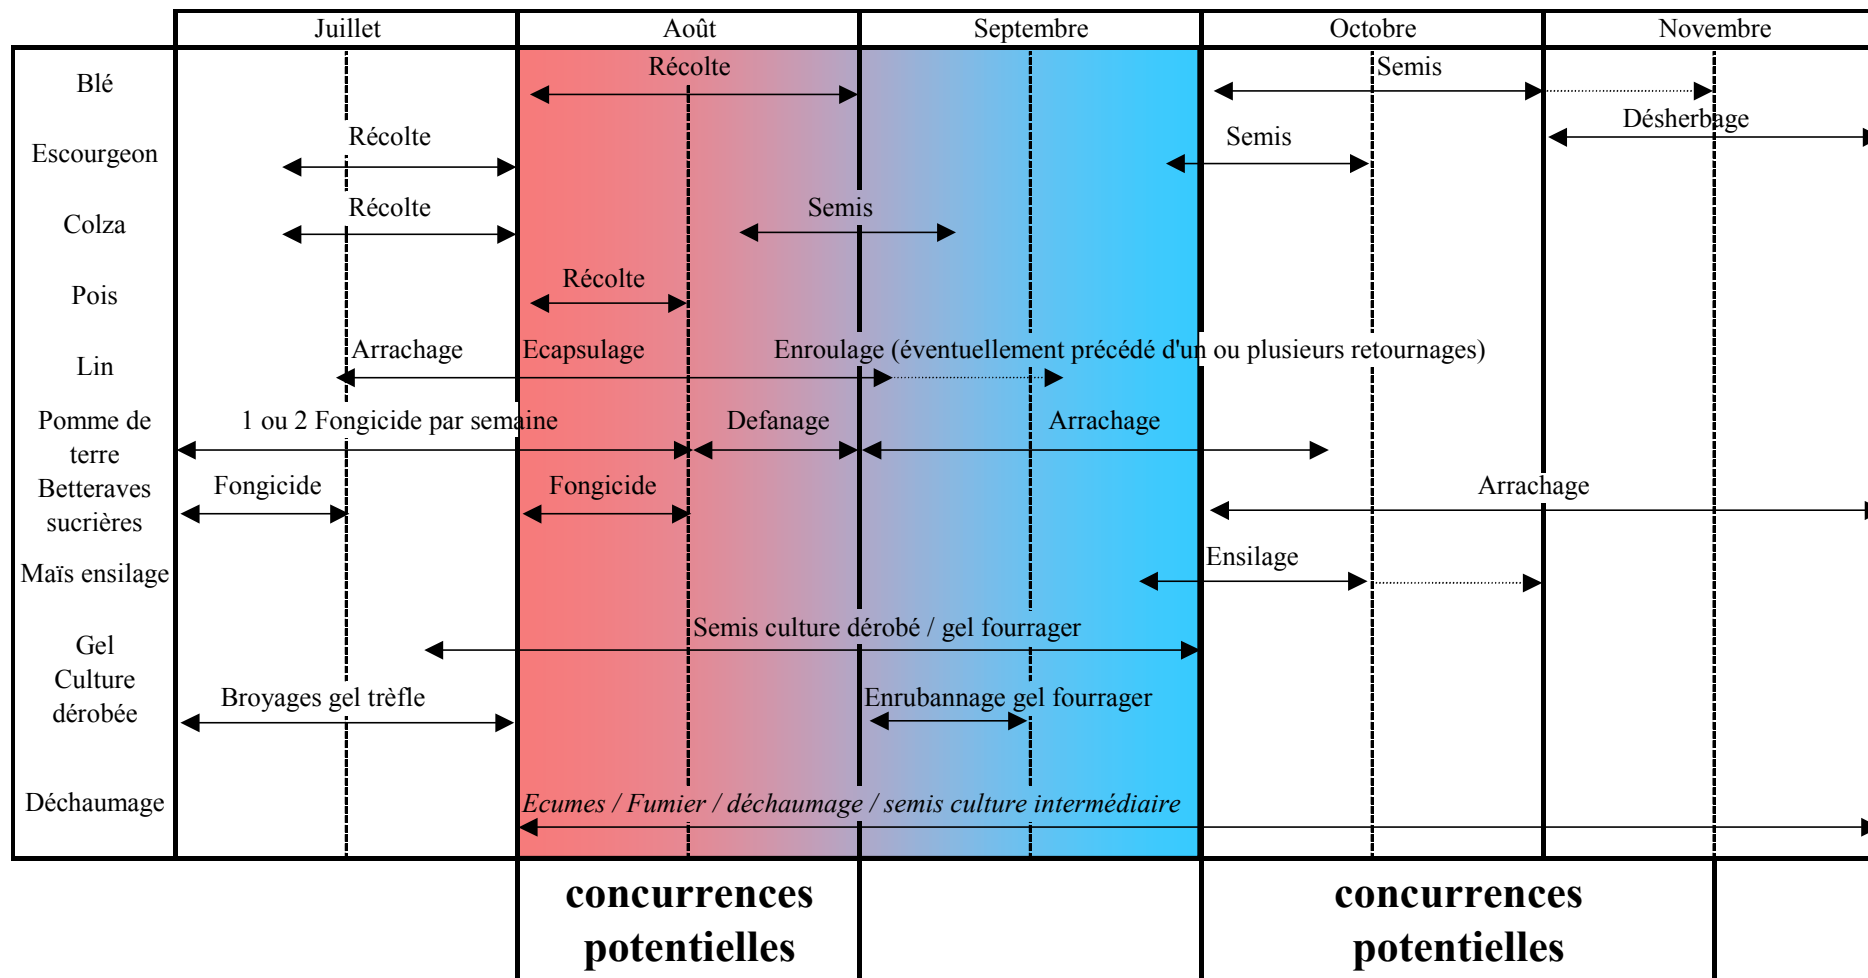 Juillet Août Septembre Octobre Novembre
Blé Récolte Semis
Désherbage
Escourgeon Récolte Semis
Colza Récolte Semis
Pois Récolte
Lin Arrachage Ecapsulage Enroulage (éventuellement précédé d'un ou plusieurs retournages)
Pomme de 1 ou 2 Fongicide par semaine Defanage Arrachage
terre
Betteraves Fongicide Fongicide Arrachage
sucrières
Maïs ensilage Ensilage
Semis culture dérobé / gel fourrager
Gel
Culture
dérobée Broyages gel trèfle Enrubannage gel fourrager
Déchaumage Ecumes / Fumier / déchaumage / semis culture intermédiaire
concurrences concurrences
potentielles potentielles